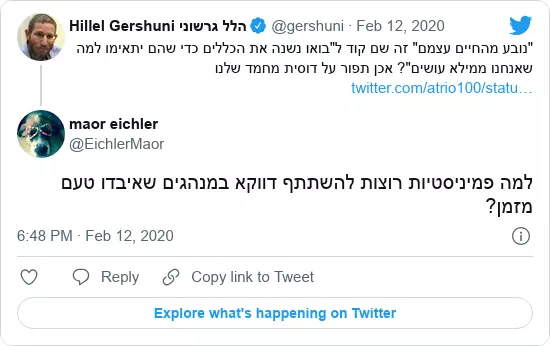 Hillel Gershuni הלל גרשוני @gershuni · Feb 12, 2020
"נובע מהחיים עצמם" זה שם קוד ל"בואו נשנה את הכללים כדי שהם יתאימו למה
שאנחנו ממילא עושים"? אכן תפור על דוסית מחמד שלנו
twitter.com/atrio100/statu…
maor eichler
@EichlerMaor
למה פמיניסטיות רוצות להשתתף דווקא במנהגים שאיבדו טעם
מזמן?
6:48 PM · Feb 12, 2020
Reply
Copy link to Tweet
Explore what's happening on Twitter